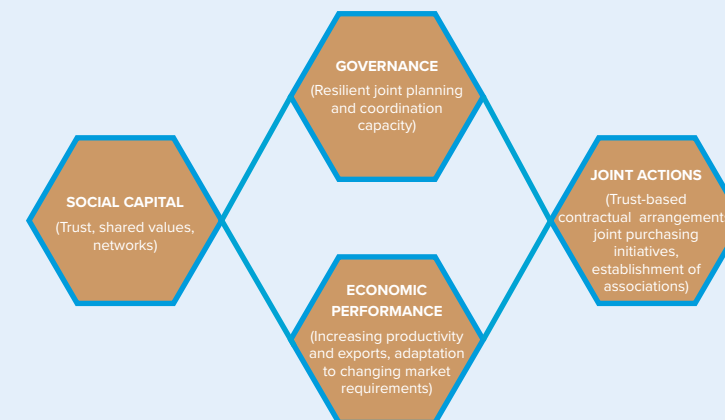 GOVERNANCE
(Resilient joint planning
and coordination
capacity)
SOCIAL CAPITAL
(Trust, shared values,
networks)
JOINT ACTIONS
(Trust-based
contractual arrangements
joint purchasing
initiatives,
establishment of
associations)
ECONOMIC
PERFORMANCE
(Increasing productivity
and exports, adaptation
to changing market
requirements)